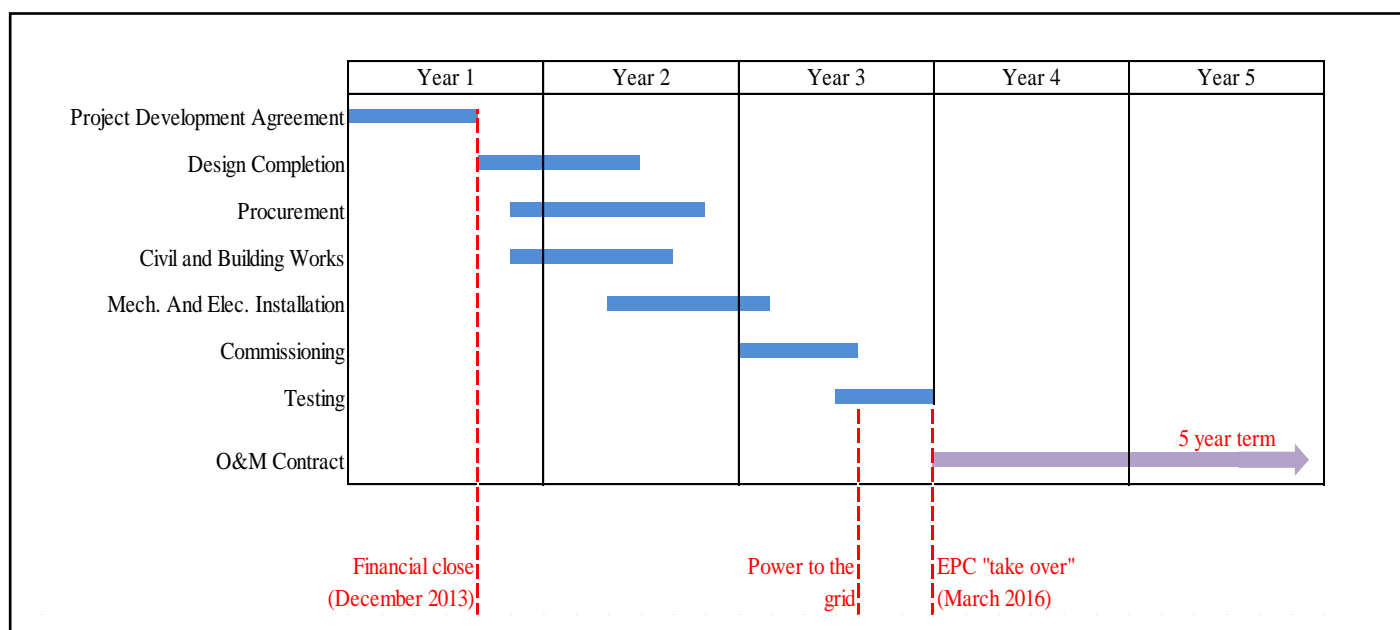 Year 1 Year 2 Year 3 Year 4 Year 5
Project Development Agreement
Design Completion
Procurement
Civil and Building Works
Mech. And Elec. Installation
Commissioning
Testing
5 year term
O&M Contract
Financial close
(December 2013)
Power to the
grid
EPC "take over"
(March 2016)